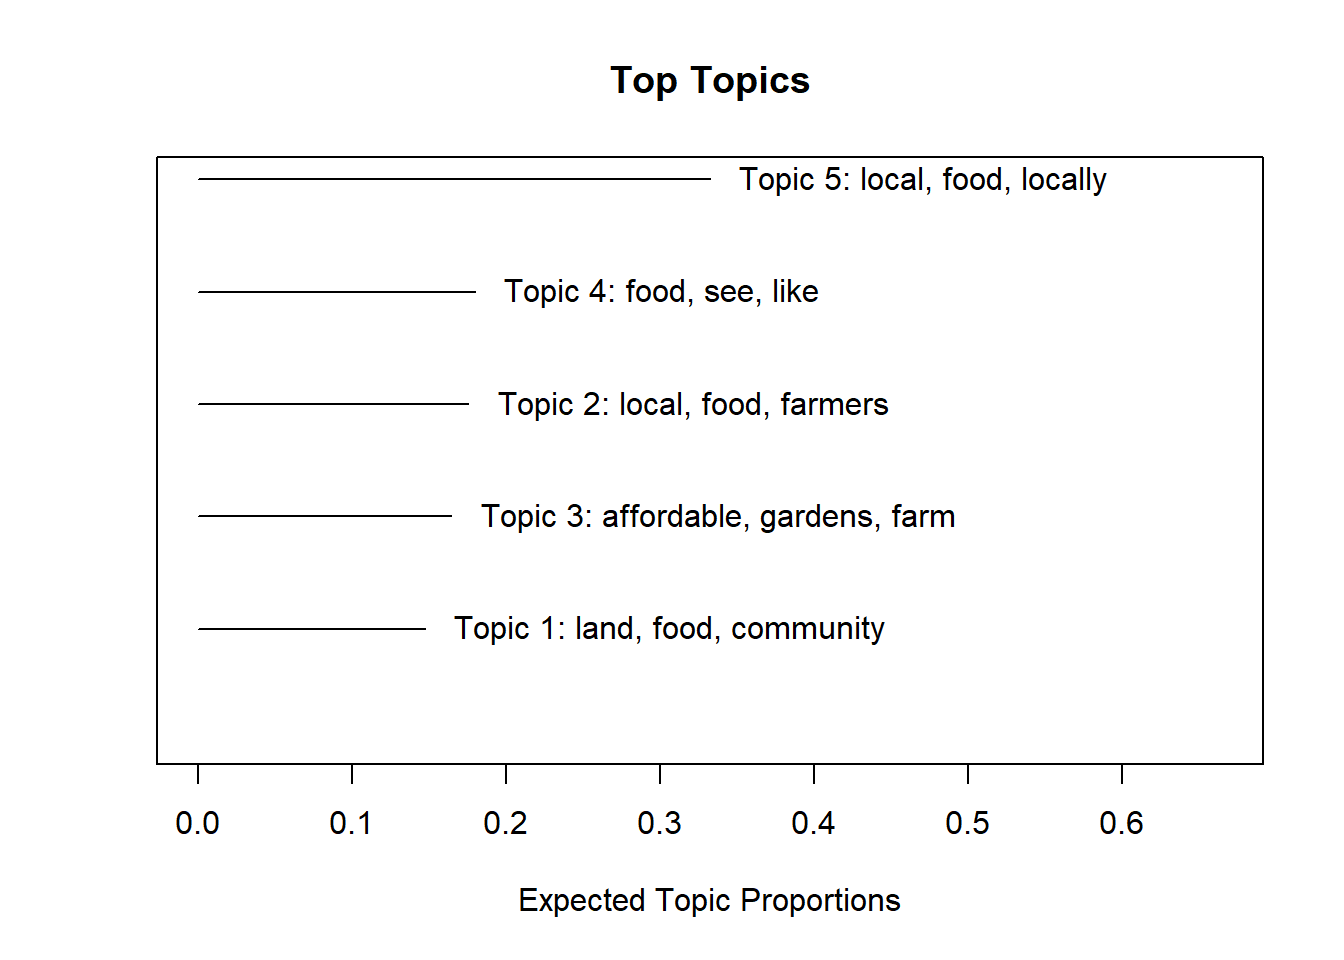 Top Topics
Topic 5: local, food, locally
Topic 4: food, see, like
Topic 2: local, food, farmers
Topic 3: affordable, gardens, farm
Topic 1: land, food, community
0.0 0.1 0.2 0.3 0.4 0.5 0.6
Expected Topic Proportions